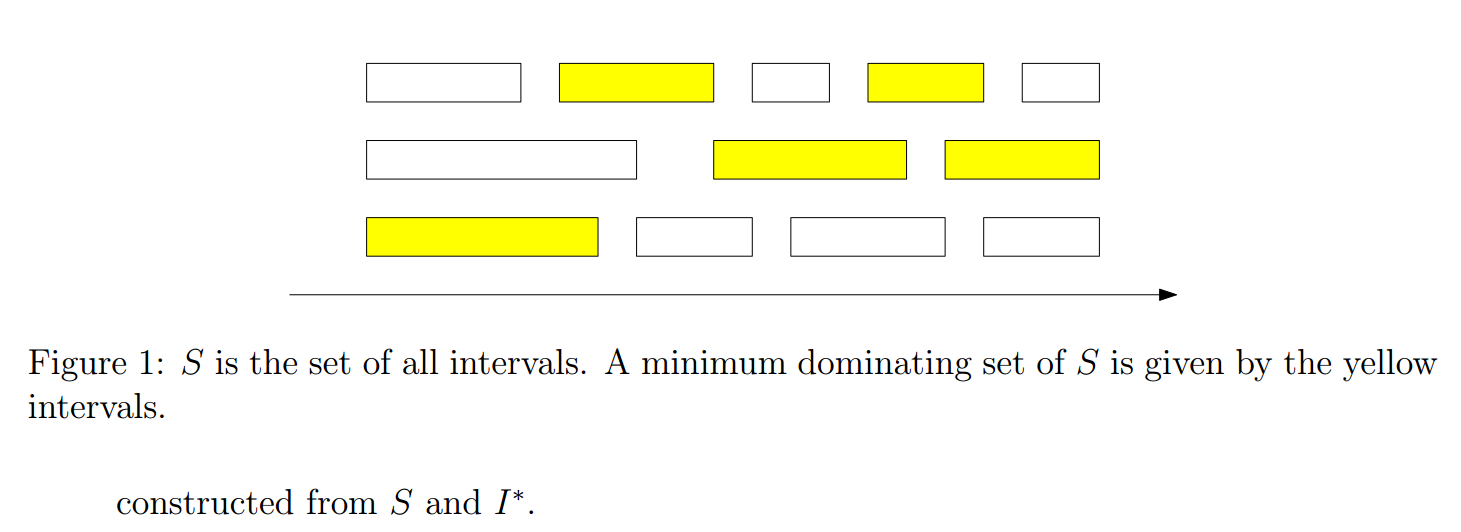 Figure 1: S is the set of all intervals. A minimum dominating set of S is given by the yellow
intervals.
constructed from S and I*.